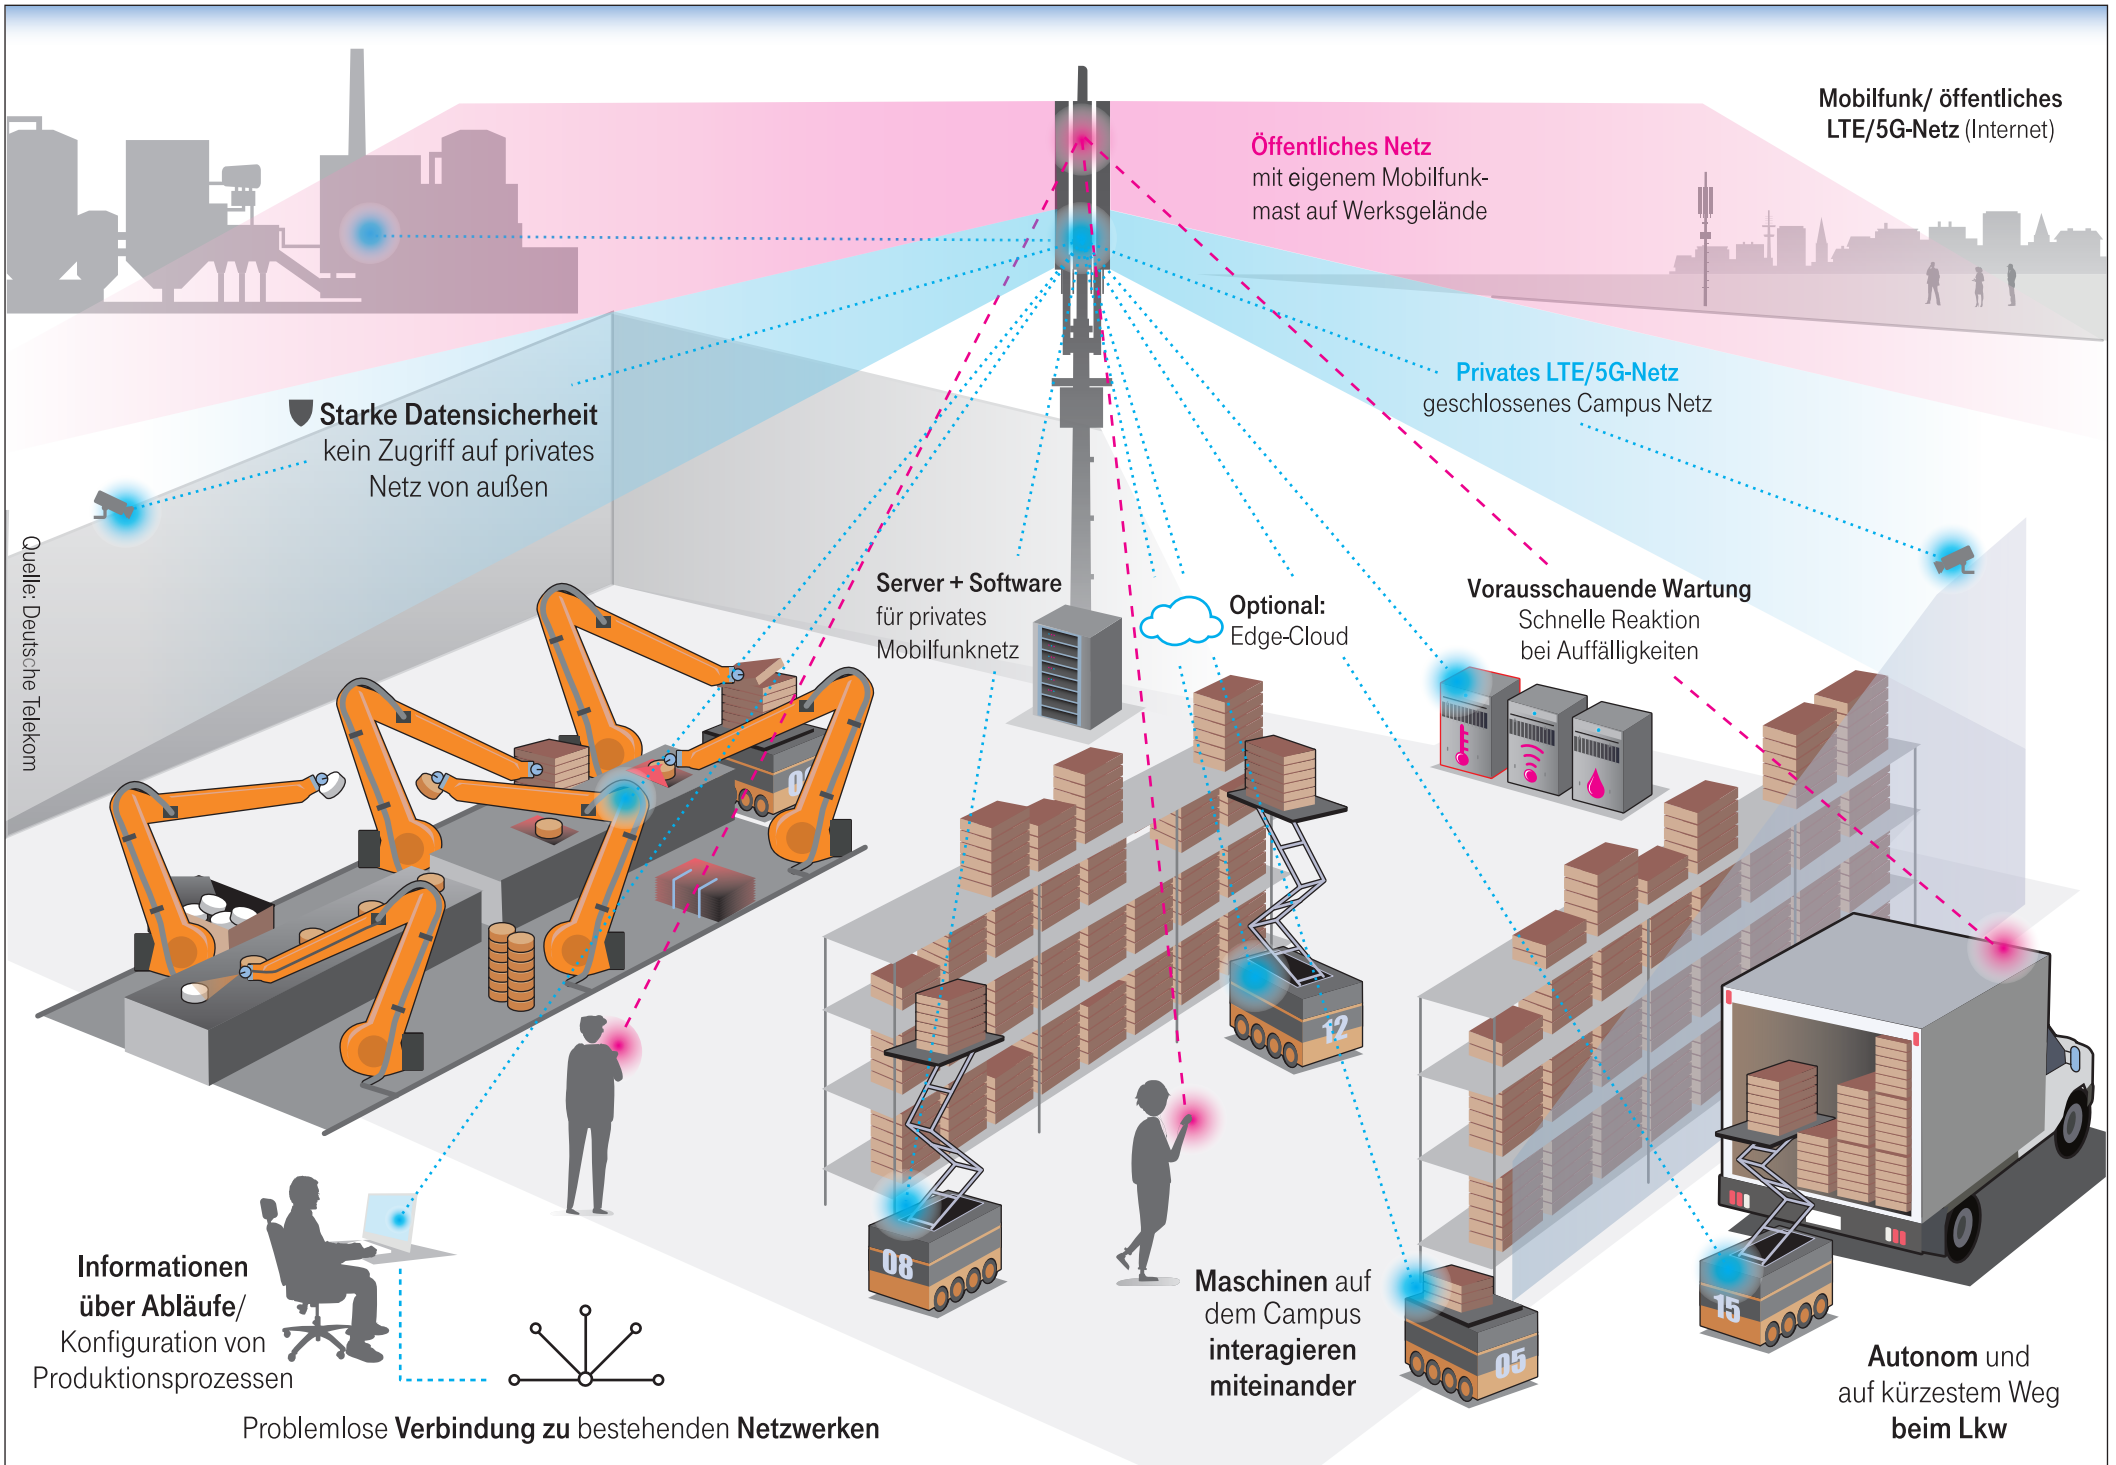 Mobilfunk/ öffentliches
LTE/5G-Netz (Internet)
Öffentliches Netz
mit eigenem Mobilfunk-
mast auf Werksgelände
Privates LTE/5G-Netz
geschlossenes Campus Netz
Starke Datensicherheit
kein Zugriff auf privates
Netz von außen
Quelle: Deutsche Telekom
Server + Software
für privates
Mobilfunknetz
Optional:
Edge-Cloud
Vorausschauende Wartung
Schnelle Reaktion
bei Auffälligkeiten
12
08
05
15
Informationen
über Abläufe/
Konfiguration von
Produktionsprozessen
Problemlose Verbindung zu bestehenden Netzwerken
Maschinen auf
dem Campus
interagieren
miteinander
Autonom und
auf kürzestem Weg
beim Lkw